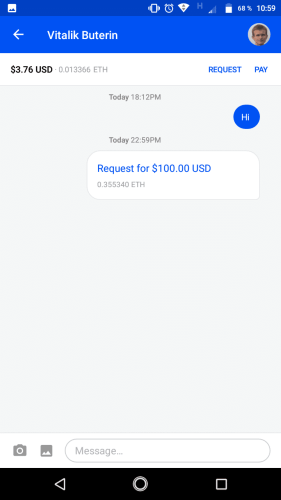 68 % 10:59
Vitalik Buterin
$3.76 USD · 0.013366 ETH REQUEST PAY
Today 18:12PM
Hi
Today 22:59PM
Request for $100.00 USD
0.355340 ETH
Message...